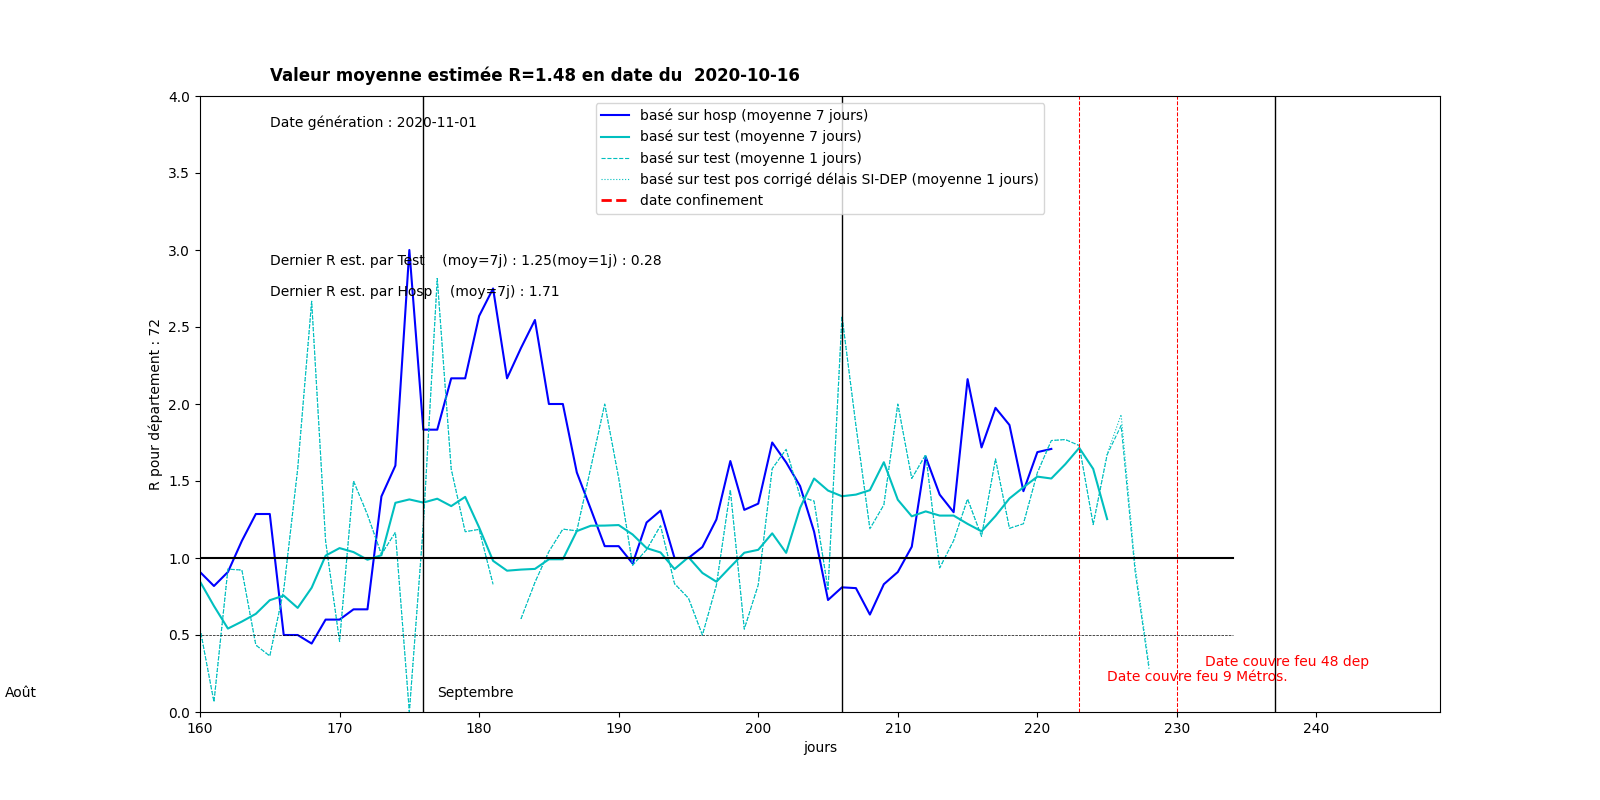 Valeur moyenne estimée R=1.48 en date du  2020-10-16
4.0
3.5
3.0
2.5
2.0
1.5
1.0
0.5
0.0
R pour département : 72
Date génération : 2020-11-01
basé sur hosp (moyenne 7 jours)
basé sur test (moyenne 7 jours)
basé sur test (moyenne 1 jours)
basé sur test pos corrigé délais SI-DEP (moyenne 1 jours)
date confinement
Dernier R est. par Test    (moy=7j) : 1.25(moy=1j) : 0.28
Dernier R est. par Hosp    (moy=7j) : 1.71
Date couvre feu 48 dep
Date couvre feu 9 Métros.
Août
Septembre
160 170 180 190 200 210 220 230 240
jours